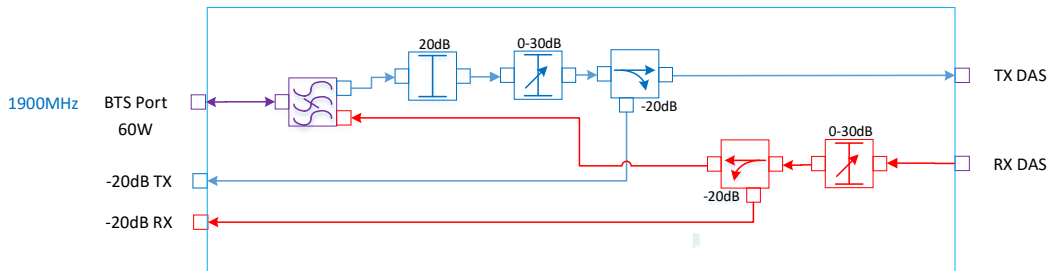 20dB
0-30dB
TX DAS
1900MHz
BTS Port
60W
-20dB
0-30dB
RX DAS
-20dB TX
-20dB
-20dB RX